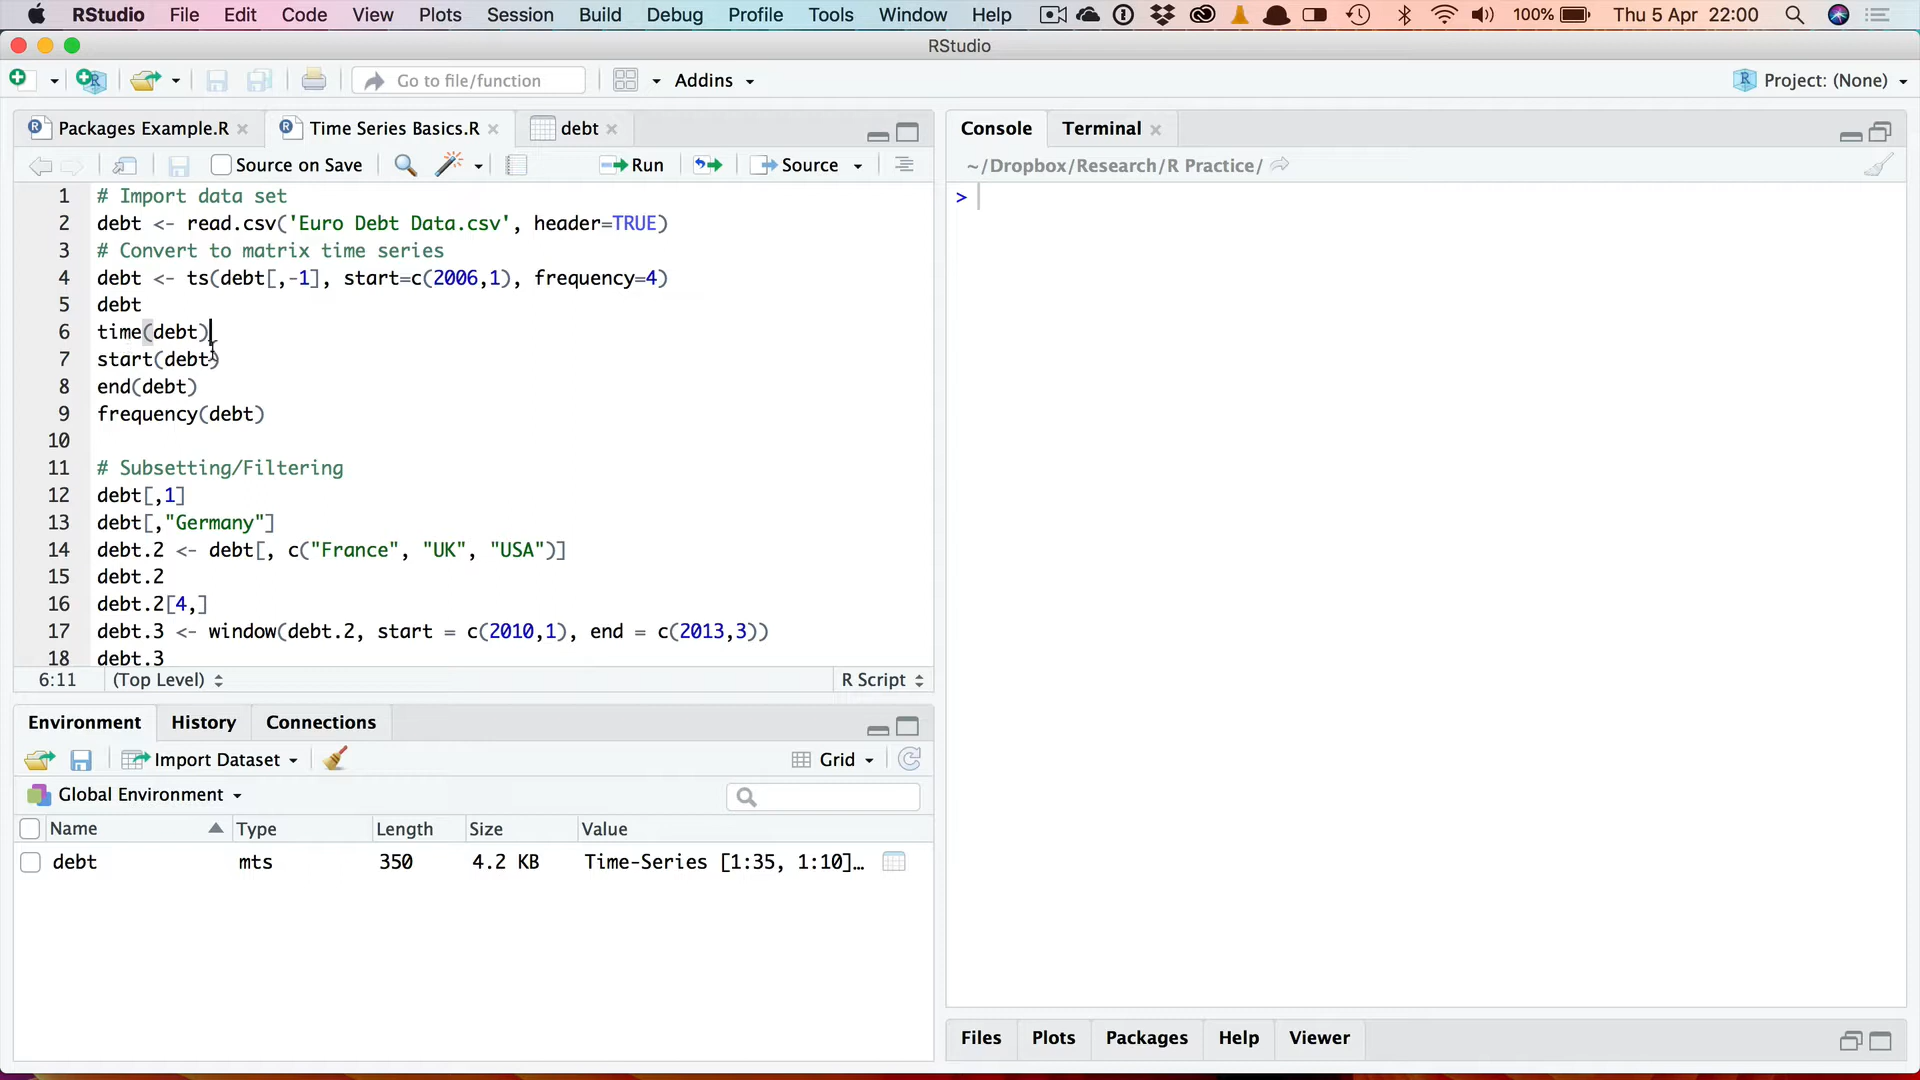 RStudio File Edit Code View Plots Session Build Debug Profile Tools Window Help 100% Thu 5 Apr 22:00
RStudio
Go to file/function Addins Project: (None)
Packages Example.R Time Series Basics.R debt
Source on Save Run Source
1 # Import data set
2 debt <- read.csv('Euro Debt Data.csv', header=TRUE)
3 # Convert to matrix time series
4 debt <- ts(debt[,-1], start=c(2006,1), frequency=4)
5 debt
6 time(debt)
7 start(debt)
8 end(debt)
9 frequency(debt)
10
11 # Subsetting/Filtering
12 debt[,1]
13 debt[,"Germany"]
14 debt.2 <- debt[, c("France", "UK", "USA")]
15 debt.2
16 debt.2[4,]
17 debt.3 <- window(debt.2, start = c(2010,1), end = c(2013,3))
18 debt.3
6:11 (Top Level) R Script
Environment History Connections
Import Dataset Grid
Global Environment
Name Type Length Size Value
debt mts 350 4.2 KB Time-Series [1:35, 1:10]…
Console Terminal
~/Dropbox/Research/R Practice/
>
Files Plots Packages Help Viewer